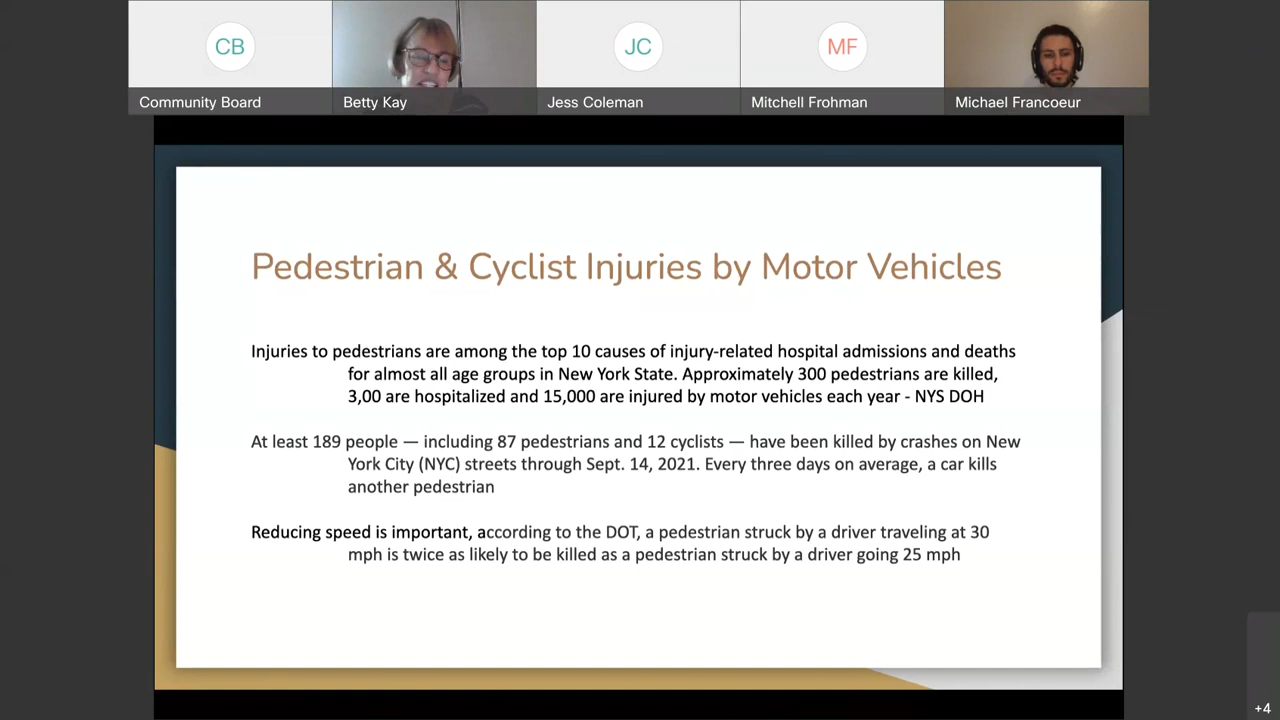 CB
JC
MF
Community Board
Betty Kay
Jess Coleman
Mitchell Frohman
Michael Francoeur
Pedestrian & Cyclist Injuries by Motor Vehicles
Injuries to pedestrians are among the top 10 causes of injury-related hospital admissions and deaths
for almost all age groups in New York State. Approximately 300 pedestrians are killed,
3,00 are hospitalized and 15,000 are injured by motor vehicles each year - NYS DOH
At least 189 people — including 87 pedestrians and 12 cyclists — have been killed by crashes on New
York City (NYC) streets through Sept. 14, 2021. Every three days on average, a car kills
another pedestrian
Reducing speed is important, according to the DOT, a pedestrian struck by a driver traveling at 30
mph is twice as likely to be killed as a pedestrian struck by a driver going 25 mph
+4